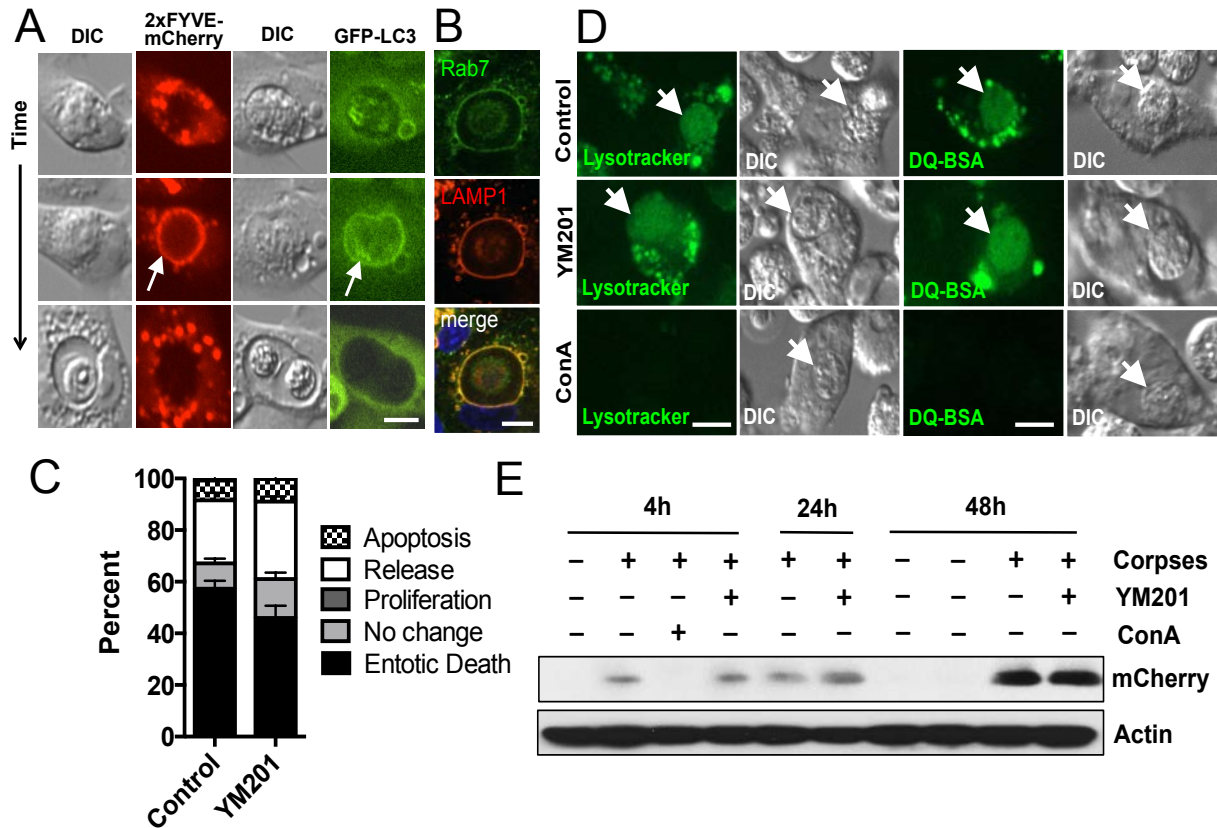 A
DIC
2xFYVE-
mCherry
DIC
GFP-LC3
Time
B
Rab7
LAMP1
merge
D
Control
Lysotracker
DIC
DQ-BSA
DIC
YM201
Lysotracker
DIC
DQ-BSA
DIC
ConA
Lysotracker
DIC
DQ-BSA
DIC
C
Percent
100
80
60
40
20
0
Control
YM201
Apoptosis
Release
Proliferation
No change
Entotic Death
E
4h 24h 48h
– + + + + + – – + + Corpses
– – – + – + – – – + YM201
– – + – – – – – – – ConA
mCherry
Actin